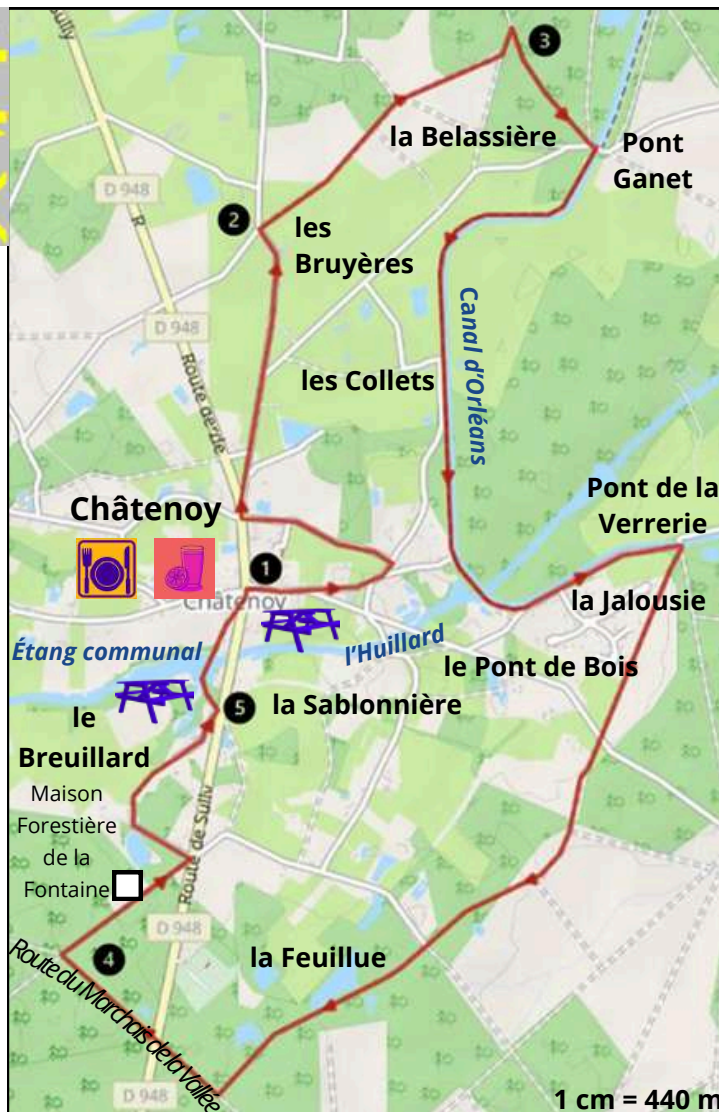 Sully
3
la Belassière
Pont
Ganet
D 948
2
R
les
Bruyères
D 948
Canal d'Orléans
les Collets
Pont de la
Verrerie
Châtenoy
1
Châtenoy
la Jalousie
Étang communal
l'Huillard
le Pont de Bois
5
la Sablonnière
le
Breuillard
Maison
Forestière
de la
Fontaine
Route de Sully
D 948
4
la Feuillue
Route du Marchais de la Vallée
D 948
1 cm = 440 m